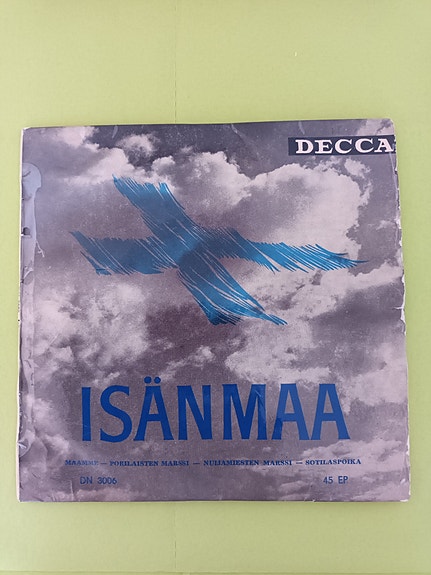 DECCA
ISÄNMAA
MAAMME — PORILAISTEN MARSSI — NUIJAMIESTEN MARSSI — SOTILASPOIKA
DN 3006 45 EP